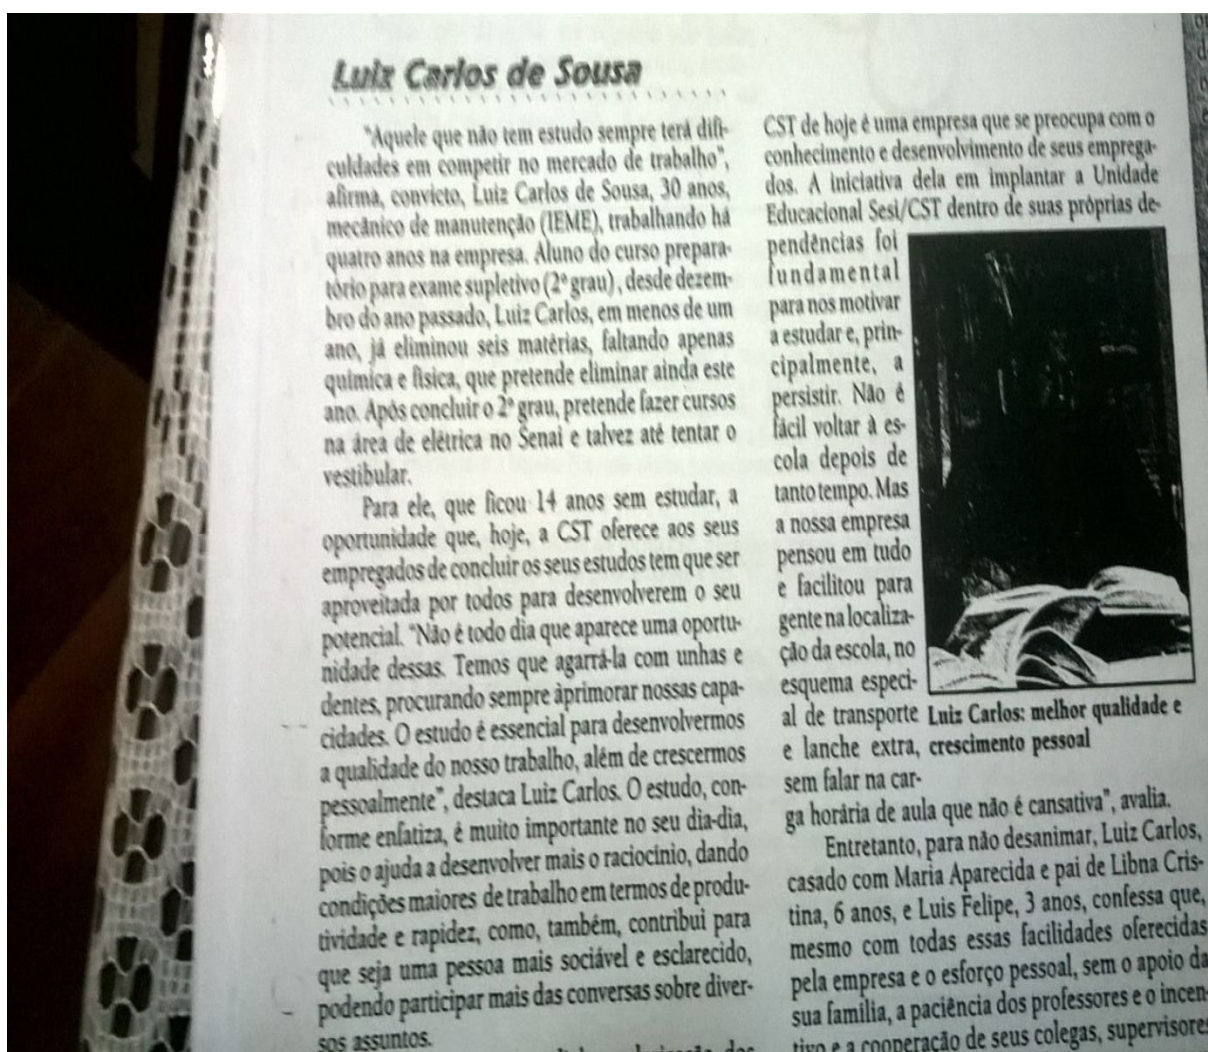 Luiz Carlos de Sousa
"Aquele que não tem estudo sempre terá difi-
culdades em competir no mercado de trabalho",
afirma, convicto, Luiz Carlos de Sousa, 30 anos,
mecânico de manutenção (IEME), trabalhando há
quatro anos na empresa. Aluno do curso prepara-
tório para exame supletivo (2º grau), desde dezem-
bro do ano passado, Luiz Carlos, em menos de um
ano, já eliminou seis matérias, faltando apenas
química e física, que pretende eliminar ainda este
ano. Após concluir o 2º grau, pretende fazer cursos
na área de elétrica no Senai e talvez até tentar o
vestibular.
Para ele, que ficou 14 anos sem estudar, a
oportunidade que, hoje, a CST oferece aos seus
empregados de concluir os seus estudos tem que ser
aproveitada por todos para desenvolverem o seu
potencial. "Não é todo dia que aparece uma oportu-
nidade dessas. Temos que agarrá-la com unhas e
dentes, procurando sempre àprimorar nossas capa-
cidades. O estudo é essencial para desenvolvermos
a qualidade do nosso trabalho, além de crescermos
pessoalmente", destaca Luiz Carlos. O estudo, con-
forme enfatiza, é muito importante no seu dia-dia,
pois o ajuda a desenvolver mais o raciocínio, dando
condições maiores de trabalho em termos de produ-
tividade e rapidez, como, também, contribui para
que seja uma pessoa mais sociável e esclarecido,
podendo participar mais das conversas sobre diver-
sos assuntos.
CST de hoje é uma empresa que se preocupa com o
conhecimento e desenvolvimento de seus emprega-
dos. A iniciativa dela em implantar a Unidade
Educacional Sesi/CST dentro de suas próprias de-
pendências foi
fundamental
para nos motivar
a estudar e, prin-
cipalmente, a
persistir. Não é
fácil voltar à es-
cola depois de
tanto tempo. Mas
a nossa empresa
pensou em tudo
e facilitou para
gente na localiza-
ção da escola, no
esquema especi-
al de transporte
e lanche extra,
sem falar na car-
ga horária de aula que não é cansativa", avalia.
Luiz Carlos: melhor qualidade e
crescimento pessoal
Entretanto, para não desanimar, Luiz Carlos,
casado com Maria Aparecida e pai de Libna Cris-
tina, 6 anos, e Luis Felipe, 3 anos, confessa que,
mesmo com todas essas facilidades oferecidas
pela empresa e o esforço pessoal, sem o apoio da
sua família, a paciência dos professores e o incen-
tivo e a cooperação de seus colegas, supervisores